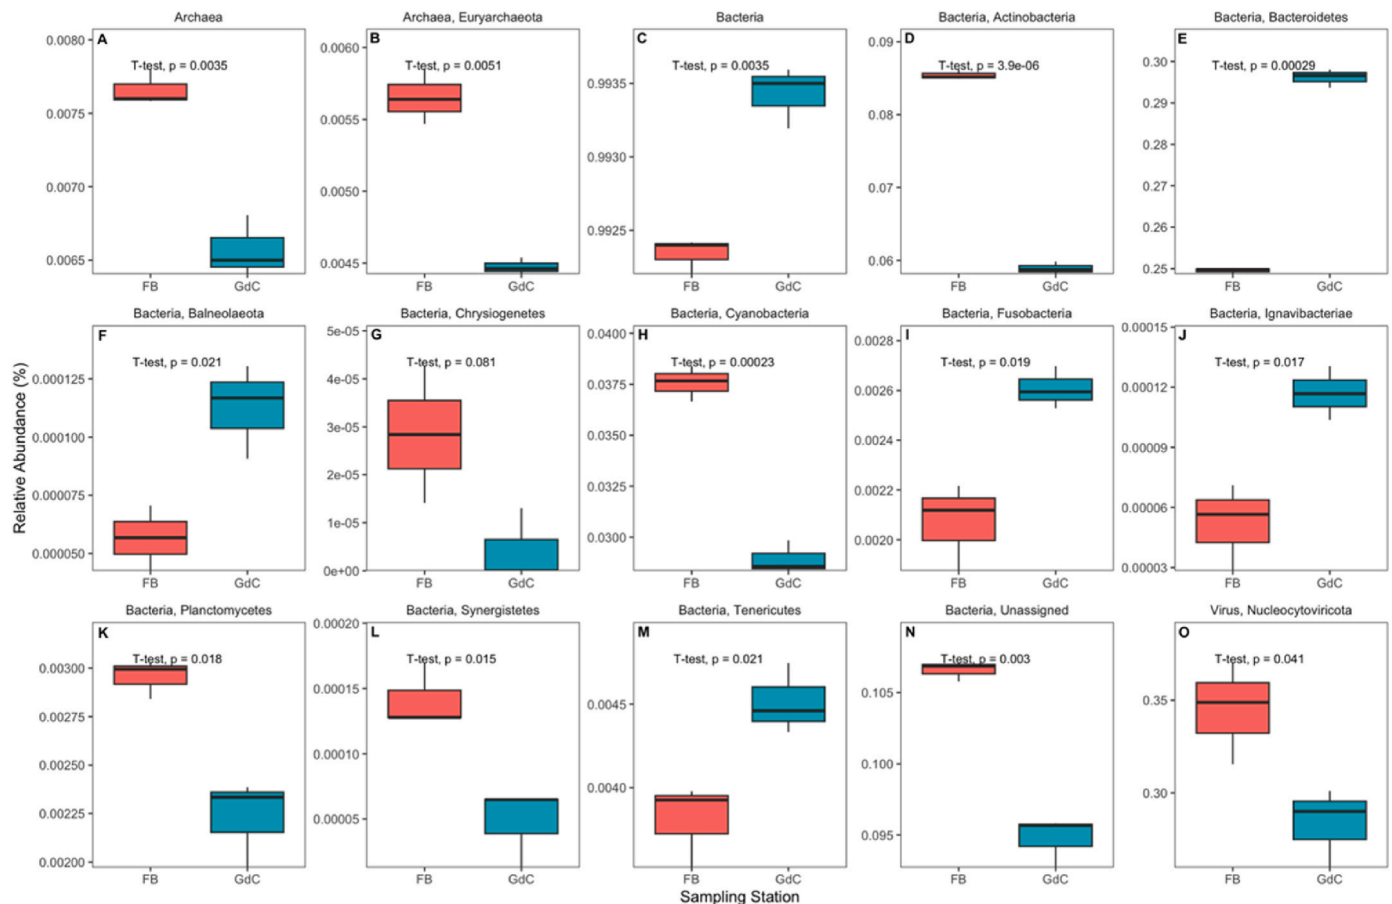 Archaea
A
T-test, p = 0.0035
0.0080
0.0075
0.0070
0.0065
FB GdC
Archaea, Euryarchaeota
B
T-test, p = 0.0051
0.0060
0.0055
0.0050
0.0045
FB GdC
Bacteria
C
T-test, p = 0.0035
0.9935
0.9930
0.9925
FB GdC
Bacteria, Actinobacteria
D
T-test, p = 3.9e-06
0.09
0.08
0.07
0.06
FB GdC
Bacteria, Bacteroidetes
E
T-test, p = 0.00029
0.30
0.29
0.28
0.27
0.26
0.25
FB GdC
Relative Abundance (%)
Bacteria, Balneolaeota
F
T-test, p = 0.021
0.000125
0.000100
0.000075
0.000050
FB GdC
Bacteria, Chrysiogenetes
G
T-test, p = 0.081
5e-05
4e-05
3e-05
2e-05
1e-05
0e+00
FB GdC
Bacteria, Cyanobacteria
H
T-test, p = 0.00023
0.0400
0.0375
0.0350
0.0325
0.0300
FB GdC
Bacteria, Fusobacteria
I
T-test, p = 0.019
0.0028
0.0026
0.0024
0.0022
0.0020
FB GdC
Bacteria, Ignavibacteriae
J
T-test, p = 0.017
0.00015
0.00012
0.00009
0.00006
0.00003
FB GdC
Bacteria, Planctomycetes
K
T-test, p = 0.018
0.00300
0.00275
0.00250
0.00225
0.00200
FB GdC
Bacteria, Synergistetes
L
T-test, p = 0.015
0.00020
0.00015
0.00010
0.00005
FB GdC
Bacteria, Tenericutes
M
T-test, p = 0.021
0.0045
0.0040
FB GdC
Bacteria, Unassigned
N
T-test, p = 0.003
0.105
0.100
0.095
FB GdC
Virus, Nucleocytoviricota
O
T-test, p = 0.041
0.35
0.30
FB GdC
Sampling Station